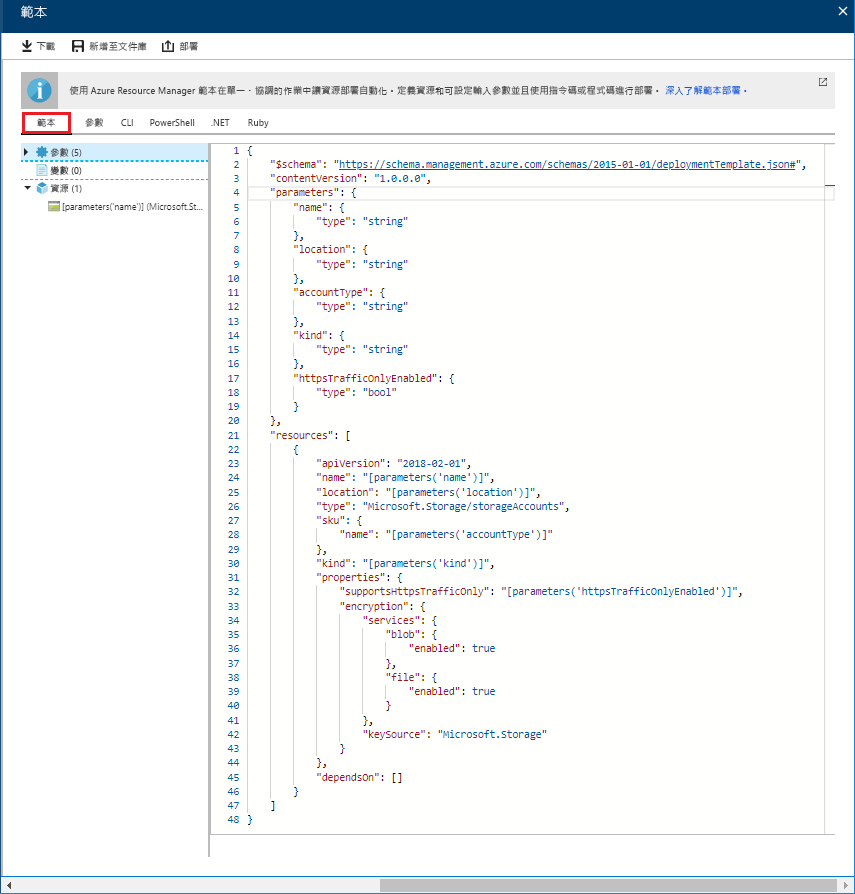 範本
下載 新增至文件庫 部署
使用 Azure Resource Manager 範本在單一、協調的作業中讓資源部署自動化。定義資源和可設定輸入參數並且使用指令碼或程式碼進行部署。 深入了解範本部署。
範本 參數 CLI PowerShell .NET Ruby
參數 (5)
變數 (0)
資源 (1)
[parameters('name')] (Microsoft.St...
1 {
2 "$schema": "https://schema.management.azure.com/schemas/2015-01-01/deploymentTemplate.json#",
3 "contentVersion": "1.0.0.0",
4 "parameters": {
5 "name": {
6 "type": "string"
7 },
8 "location": {
9 "type": "string"
10 },
11 "accountType": {
12 "type": "string"
13 },
14 "kind": {
15 "type": "string"
16 },
17 "httpsTrafficOnlyEnabled": {
18 "type": "bool"
19 }
20 },
21 "resources": [
22 {
23 "apiVersion": "2018-02-01",
24 "name": "[parameters('name')]",
25 "location": "[parameters('location')]",
26 "type": "Microsoft.Storage/storageAccounts",
27 "sku": {
28 "name": "[parameters('accountType')]"
29 },
30 "kind": "[parameters('kind')]",
31 "properties": {
32 "supportsHttpsTrafficOnly": "[parameters('httpsTrafficOnlyEnabled')]",
33 "encryption": {
34 "services": {
35 "blob": {
36 "enabled": true
37 },
38 "file": {
39 "enabled": true
40 }
41 },
42 "keySource": "Microsoft.Storage"
43 }
44 },
45 "dependsOn": []
46 }
47 ]
48 }